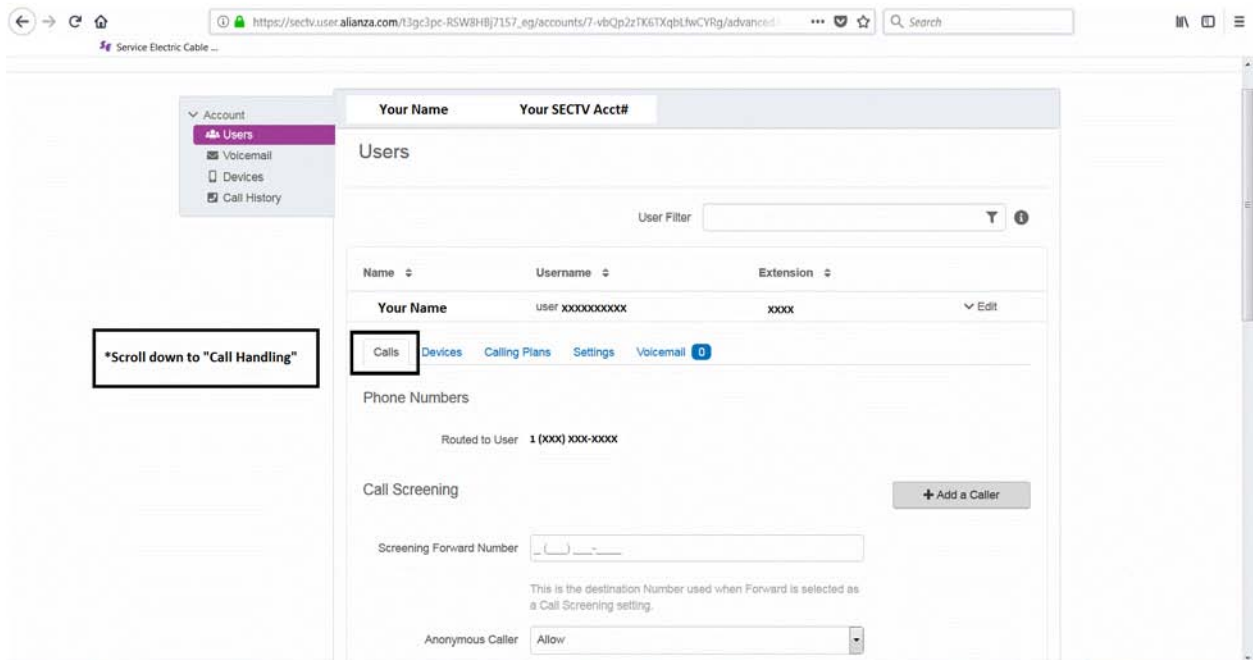 https://sectv.user.alianza.com/t3gc3pc-RSW8HBj7157_eg/accounts/7-vbQp2zTK6TXqbLfwCYRg/advanced
Search
Service Electric Cable ...
Account
Users
Voicemail
Devices
Call History
Your Name Your SECTV Acct#
Users
User Filter
Name Username Extension
Your Name user xxxxxxxxxx xxxx Edit
*Scroll down to "Call Handling"
Calls Devices Calling Plans Settings Voicemail 0
Phone Numbers
Routed to User 1 (XXX) XXX-XXXX
Call Screening
+ Add a Caller
Screening Forward Number _ (___) ___-____
This is the destination Number used when Forward is selected as
a Call Screening setting.
Anonymous Caller Allow